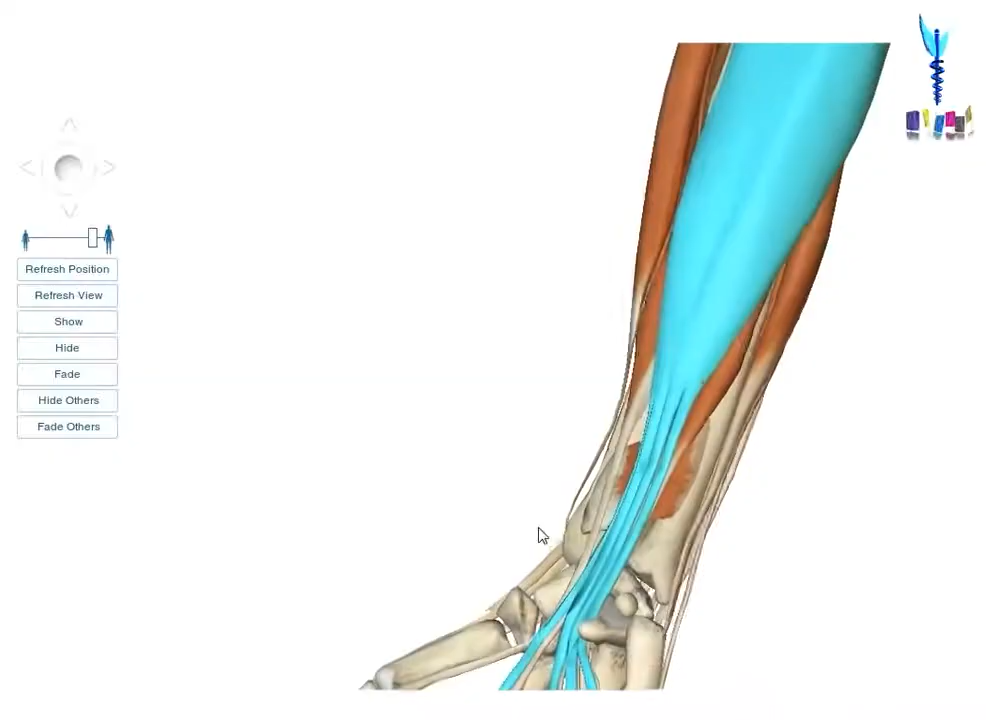 Refresh Position
Refresh View
Show
Hide
Fade
Hide Others
Fade Others